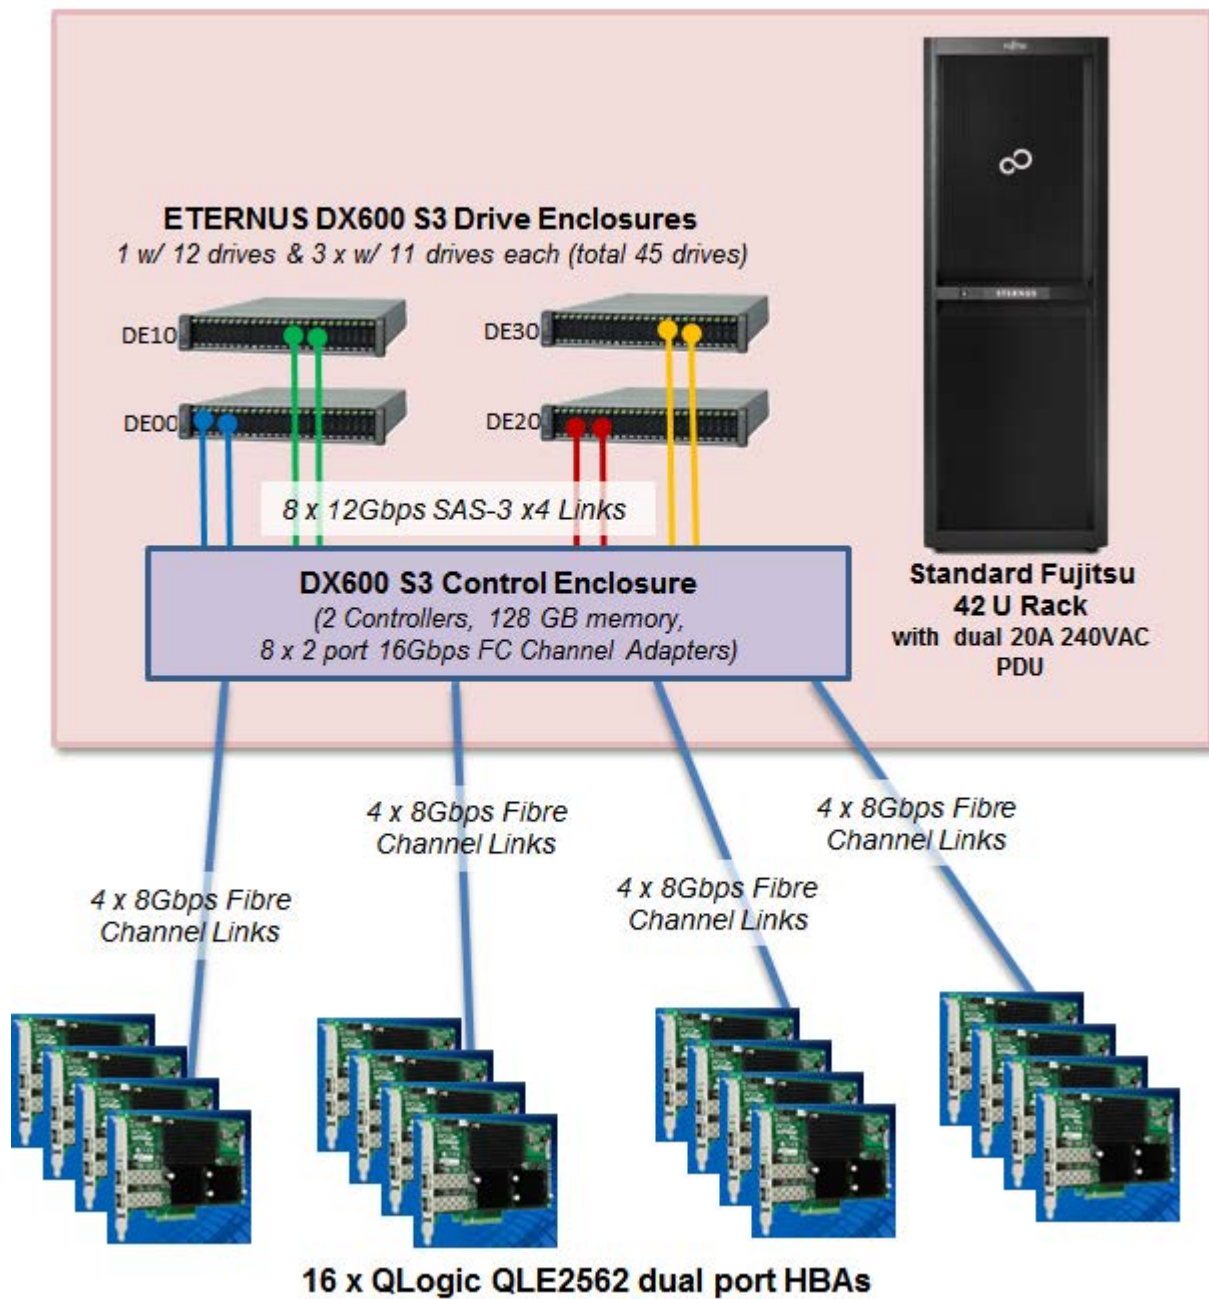 FUJITSU
ETERNUS DX600 S3 Drive Enclosures
1 w/ 12 drives & 3 x w/ 11 drives each (total 45 drives)
DE10
DE30
ETERNUS
DE00
DE20
8 x 12Gbps SAS-3 x4 Links
DX600 S3 Control Enclosure
(2 Controllers, 128 GB memory,
8 x 2 port 16Gbps FC Channel Adapters)
Standard Fujitsu
42 U Rack
with dual 20A 240VAC
PDU
4 x 8Gbps Fibre
Channel Links
4 x 8Gbps Fibre
Channel Links
4 x 8Gbps Fibre
Channel Links
4 x 8Gbps Fibre
Channel Links
16 x QLogic QLE2562 dual port HBAs